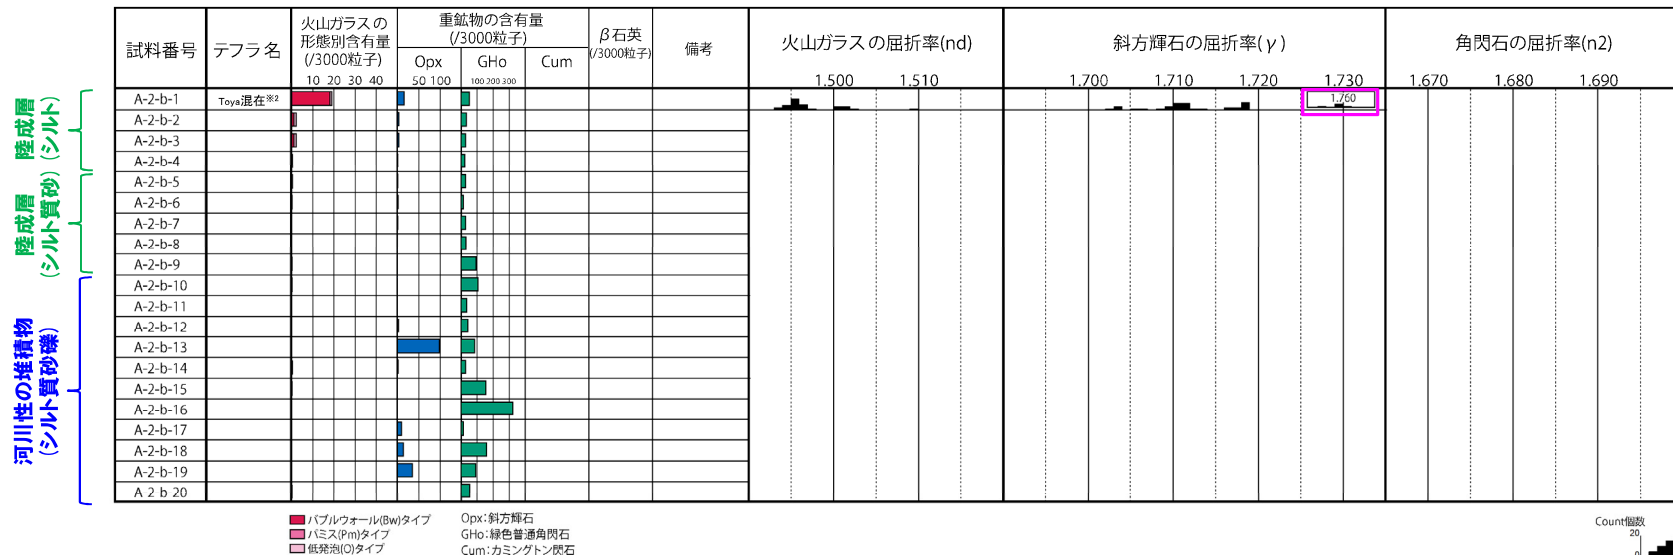 試料番号
テフラ名
火山ガラスの
形態別含有量
(/3000粒子)
10 20 30 40
重鉱物の含有量
(/3000粒子)
Opx
50 100
GHo
100 200 300
Cum
β石英
(/3000粒子)
備考
火山ガラスの屈折率(nd)
1.500 1.510
斜方輝石の屈折率(γ)
1.700 1.710 1.720 1.730
角閃石の屈折率(n2)
1.670 1.680 1.690
陸成層
(シルト)
陸成層
(シルト質砂)
河川性の堆積物
(シルト質砂礫)
A-2-b-1 Toya混在※2
1.760
A-2-b-2
A-2-b-3
A-2-b-4
A-2-b-5
A-2-b-6
A-2-b-7
A-2-b-8
A-2-b-9
A-2-b-10
A-2-b-11
A-2-b-12
A-2-b-13
A-2-b-14
A-2-b-15
A-2-b-16
A-2-b-17
A-2-b-18
A-2-b-19
A-2-b-20
バブルウォール(Bw)タイプ
パミス(Pm)タイプ
低発泡(O)タイプ
Opx:斜方輝石
GHo:緑色普通角閃石
Cum:カミングトン閃石
Count個数
20
0